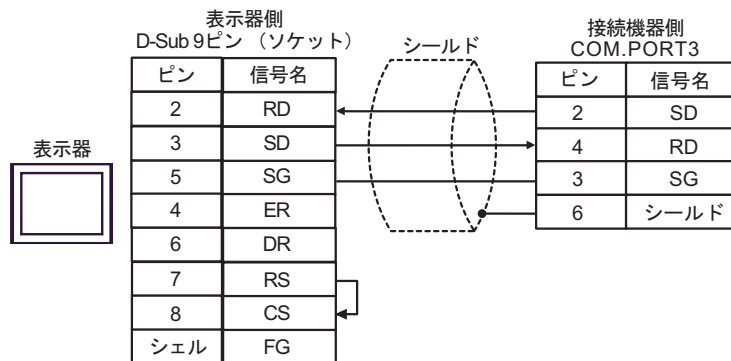 表示器側
D-Sub 9ピン （ソケット）
シールド
接続機器側
COM.PORT3
表示器
ピン 信号名
2 RD
3 SD
5 SG
4 ER
6 DR
7 RS
8 CS
シェル FG
ピン 信号名
2 SD
4 RD
3 SG
6 シールド